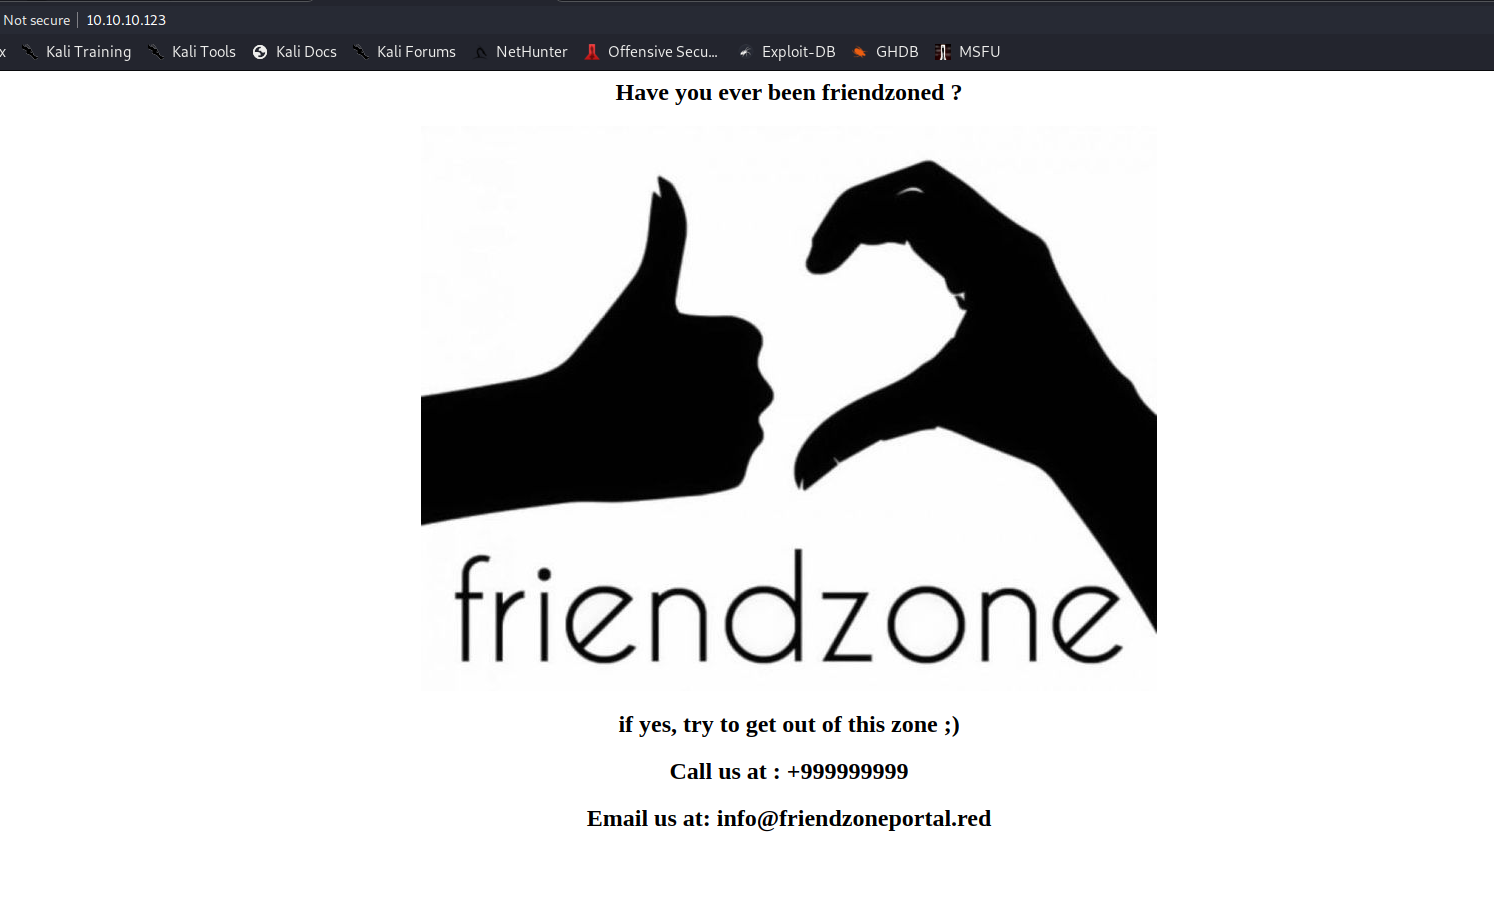 Not secure 10.10.10.123
x Kali Training Kali Tools Kali Docs Kali Forums NetHunter Offensive Secu... Exploit-DB GHDB MSFU
Have you ever been friendzoned ?
friendzone
if yes, try to get out of this zone ;)
Call us at : +999999999
Email us at: info@friendzoneportal.red